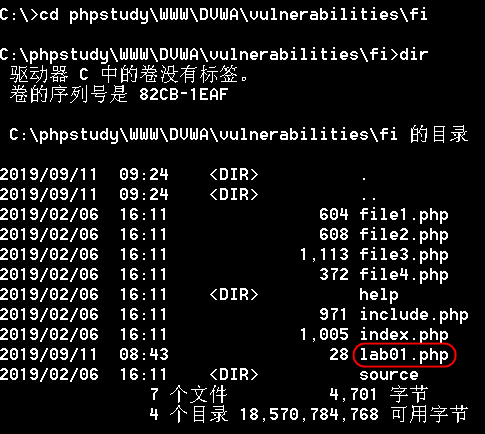 C:\>cd phpstudy\WWW\DVWA\vulnerabilities\fi
C:\phpstudy\WWW\DVWA\vulnerabilities\fi>dir
驱动器 C 中的卷没有标签。
卷的序列号是 82CB-1EAF
C:\phpstudy\WWW\DVWA\vulnerabilities\fi 的目录
2019/09/11  09:24    <DIR>          .
2019/09/11  09:24    <DIR>          ..
2019/02/06  16:11               604 file1.php
2019/02/06  16:11               608 file2.php
2019/02/06  16:11             1,113 file3.php
2019/02/06  16:11               372 file4.php
2019/02/06  16:11    <DIR>          help
2019/02/06  16:11               971 include.php
2019/02/06  16:11             1,005 index.php
2019/09/11  08:43                28 lab01.php
2019/02/06  16:11    <DIR>          source
7 个文件          4,701 字节
4 个目录 18,570,784,768 可用字节